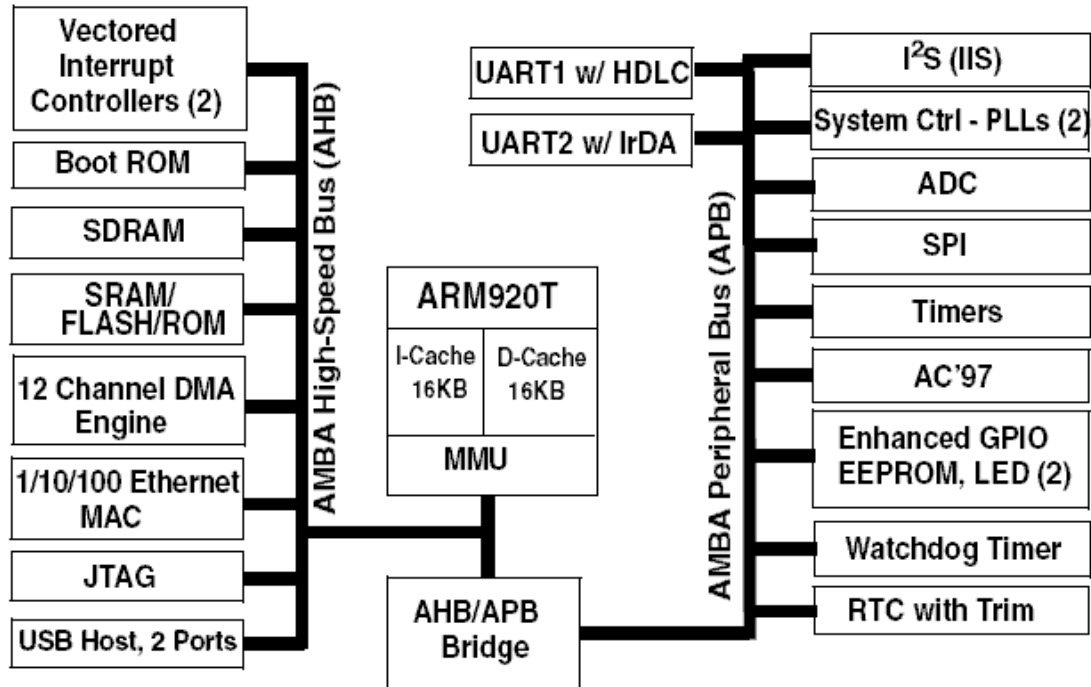 Vectored
Interrupt
Controllers (2)
Boot ROM
SDRAM
SRAM/
FLASH/ROM
12 Channel DMA
Engine
1/10/100 Ethernet
MAC
JTAG
USB Host, 2 Ports
AMBA High-Speed Bus (AHB)
ARM920T
I-Cache
16KB
D-Cache
16KB
MMU
AHB/APB
Bridge
UART1 w/ HDLC
UART2 w/ IrDA
AMBA Peripheral Bus (APB)
I²S (IIS)
System Ctrl - PLLs (2)
ADC
SPI
Timers
AC'97
Enhanced GPIO
EEPROM, LED (2)
Watchdog Timer
RTC with Trim